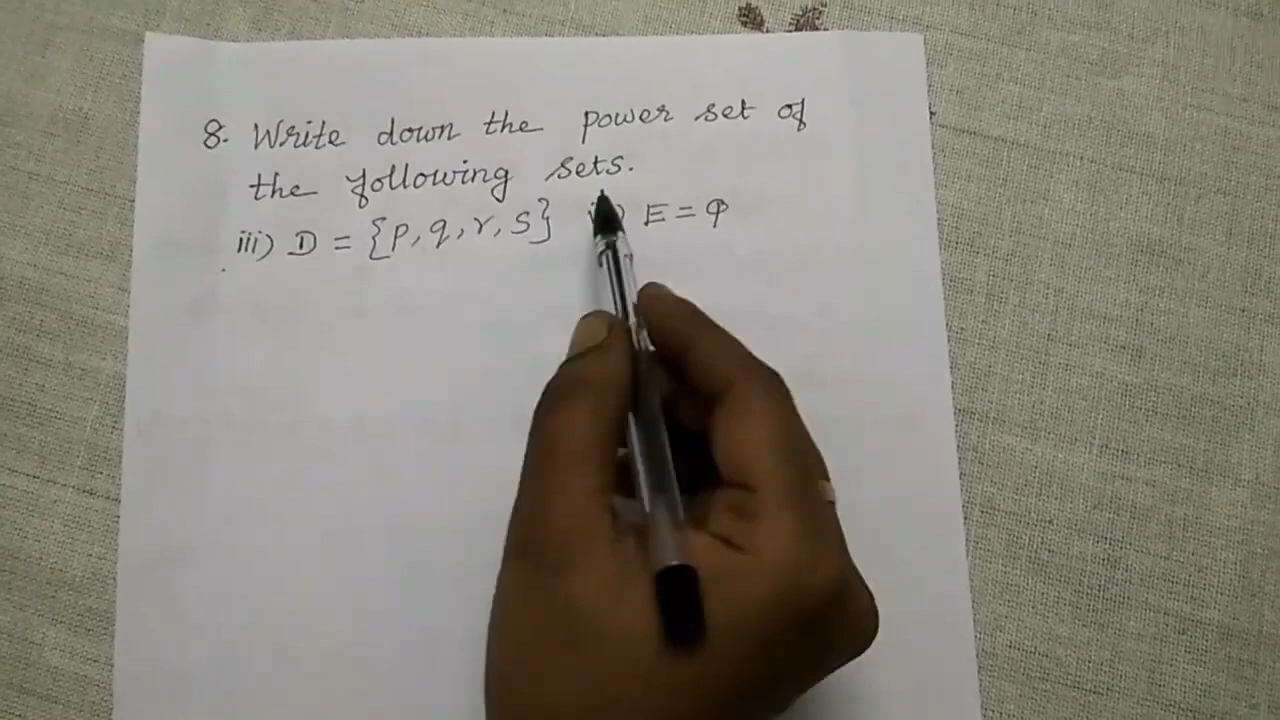 8. Write down the power set of
the following sets.
iii) D = {p, q, r, s} E = φ